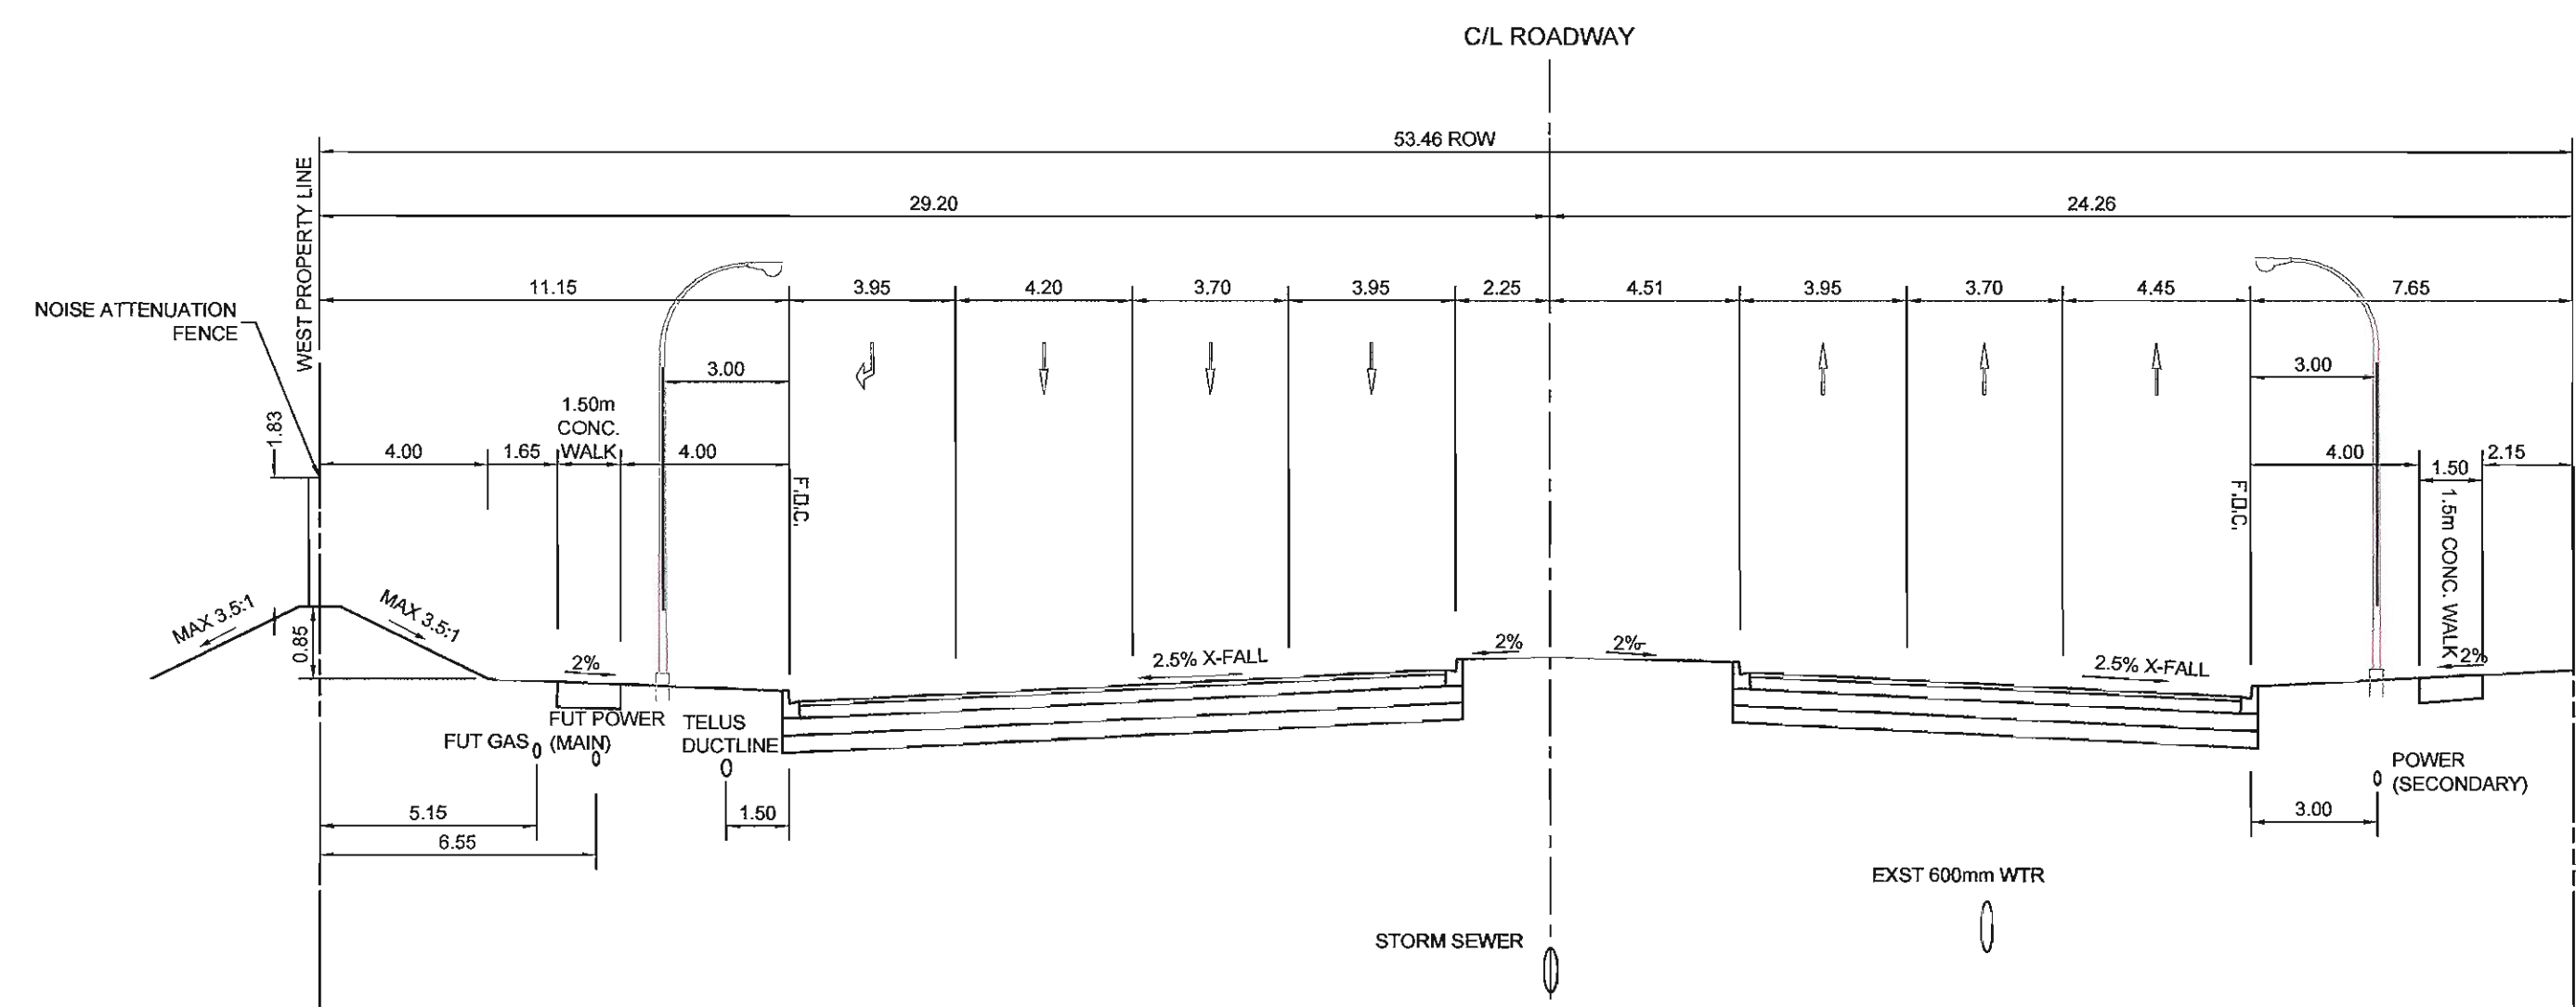 C/L ROADWAY
53.46 ROW
29.20
24.26
WEST PROPERTY LINE
11.15
3.95
4.20
3.70
3.95
2.25
4.51
3.95
3.70
4.45
7.65
NOISE ATTENUATION
FENCE
3.00
3.00
1.83
4.00
1.65
1.50m
CONC.
WALK
4.00
F.O.C.
4.00
1.50
2.15
F.O.C.
1.5m CONC. WALK
MAX 3.5:1
MAX 3.5:1
0.85
2%
2.5% X-FALL
2%
2%
2.5% X-FALL
2%
FUT POWER
(MAIN)
FUT GAS
TELUS
DUCTLINE
POWER
(SECONDARY)
5.15
1.50
3.00
6.55
EXST 600mm WTR
STORM SEWER